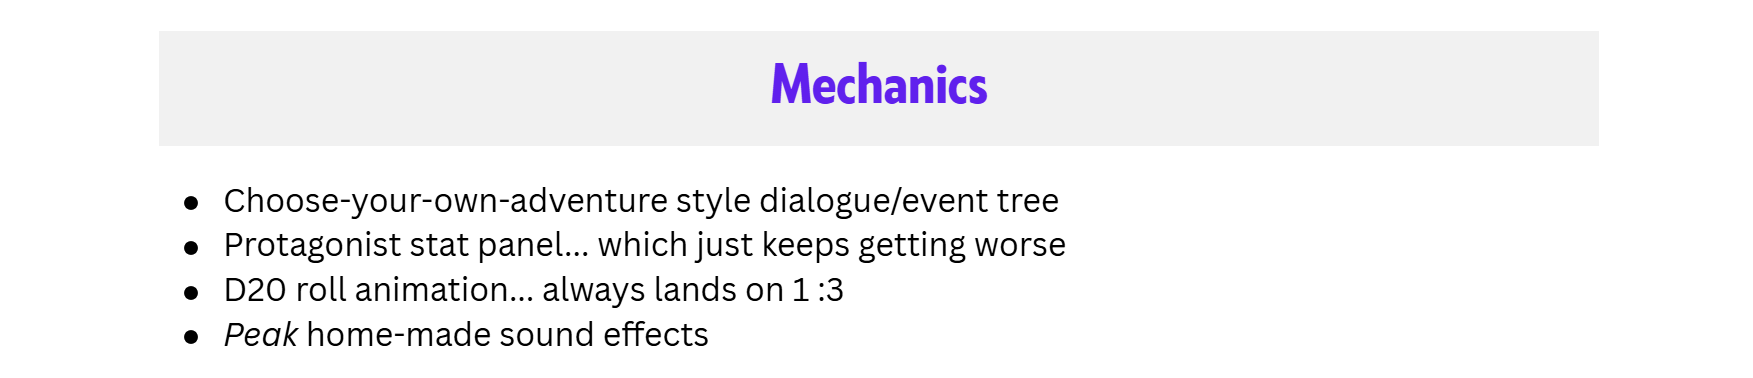 Mechanics
● Choose-your-own-adventure style dialogue/event tree
● Protagonist stat panel... which just keeps getting worse
● D20 roll animation... always lands on 1 :3
● Peak home-made sound effects